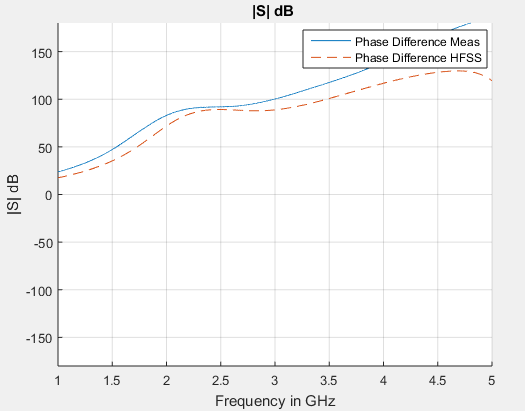 |S| dB
Phase Difference Meas
Phase Difference HFSS
150
100
50
0
-50
-100
-150
|S| dB
1 1.5 2 2.5 3 3.5 4 4.5 5
Frequency in GHz